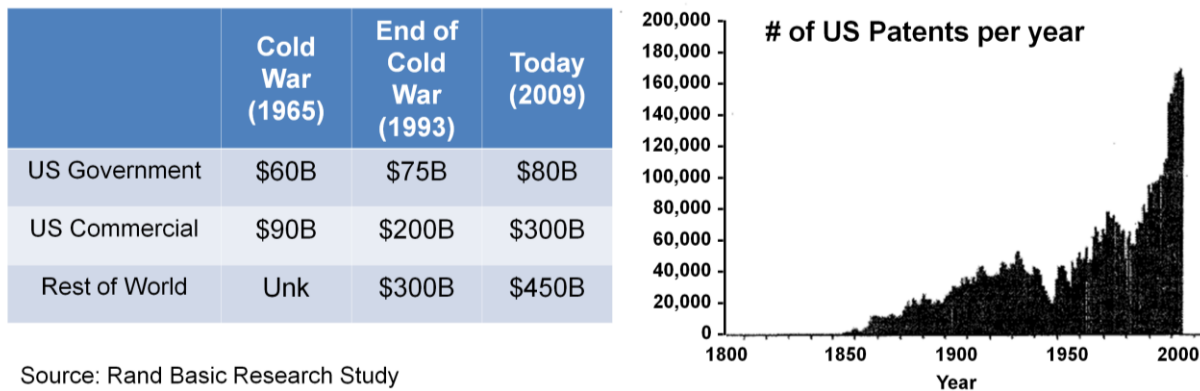 Cold War (1965)
End of Cold War (1993)
Today (2009)
US Government $60B $75B $80B
US Commercial $90B $200B $300B
Rest of World Unk $300B $450B
Source: Rand Basic Research Study
# of US Patents per year
200,000
180,000
160,000
140,000
120,000
100,000
80,000
60,000
40,000
20,000
0
1800 1850 1900 1950 2000
Year